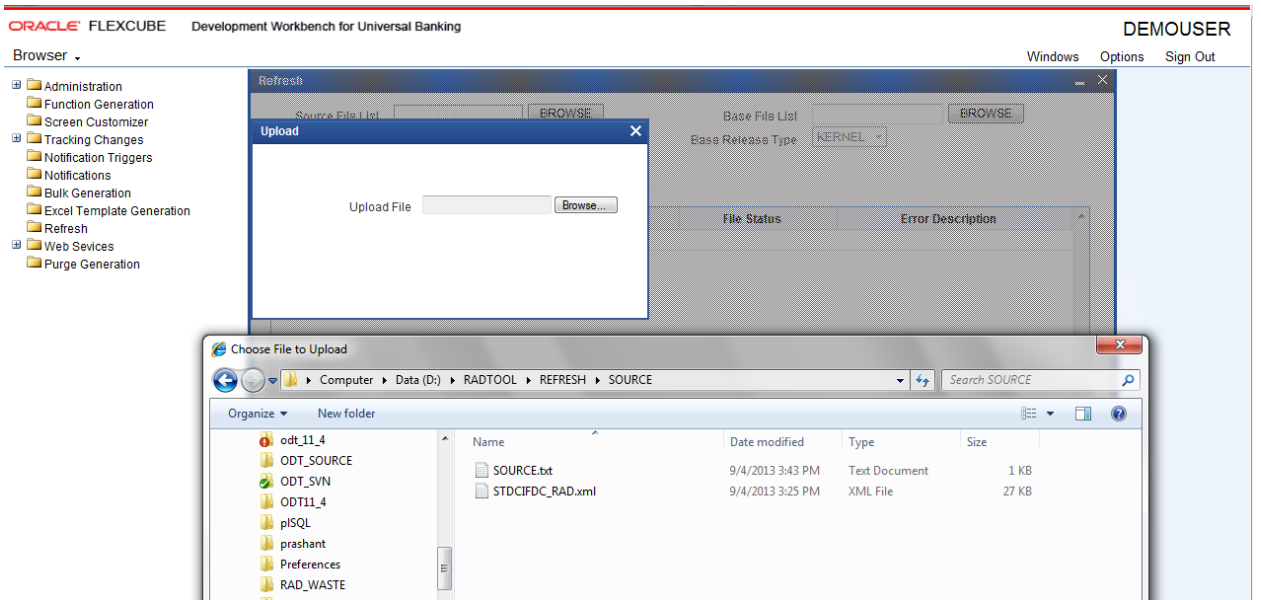 ORACLE FLEXCUBE Development Workbench for Universal Banking DEMOUSER
Browser Windows Options Sign Out
Administration
Function Generation
Screen Customizer
Tracking Changes
Notification Triggers
Notifications
Bulk Generation
Excel Template Generation
Refresh
Web Sevices
Purge Generation
Refresh
Source File List BROWSE Base File List BROWSE
Base Release Type KERNEL
File Status Error Description
Upload
Upload File Browse...
Choose File to Upload
Computer Data (D:) RADTOOL REFRESH SOURCE Search SOURCE
Organize New folder
odt_11_4
ODT_SOURCE
ODT_SVN
ODT11_4
plSQL
prashant
Preferences
RAD_WASTE
Name Date modified Type Size
SOURCE.txt 9/4/2013 3:43 PM Text Document 1 KB
STDCIFDC_RAD.xml 9/4/2013 3:25 PM XML File 27 KB